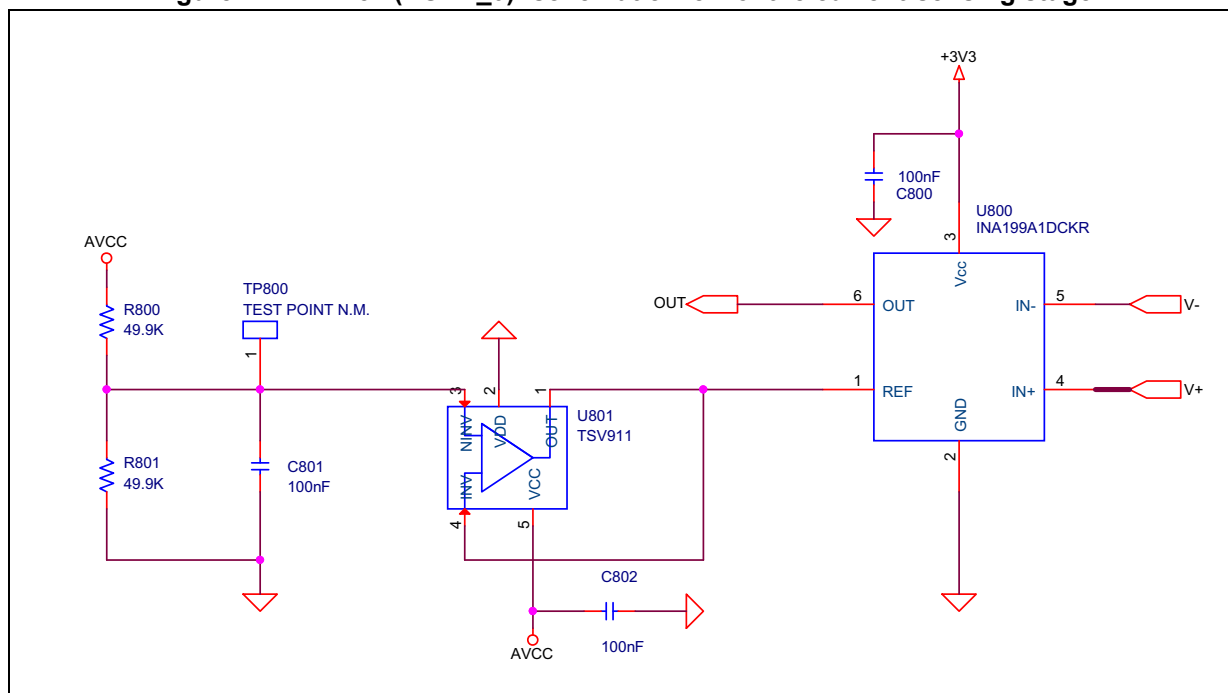 +3V3
100nF
C800
U800
INA199A1DCKR
3
Vcc
AVCC
R800
49.9K
TP800
TEST POINT N.M.
1
OUT
6
OUT
IN-
5
V-
1
REF
IN+
4
V+
GND
2
3
2
1
NINV
VDD
OUT
INV
VCC
U801
TSV911
4
5
R801
49.9K
C801
100nF
C802
100nF
AVCC